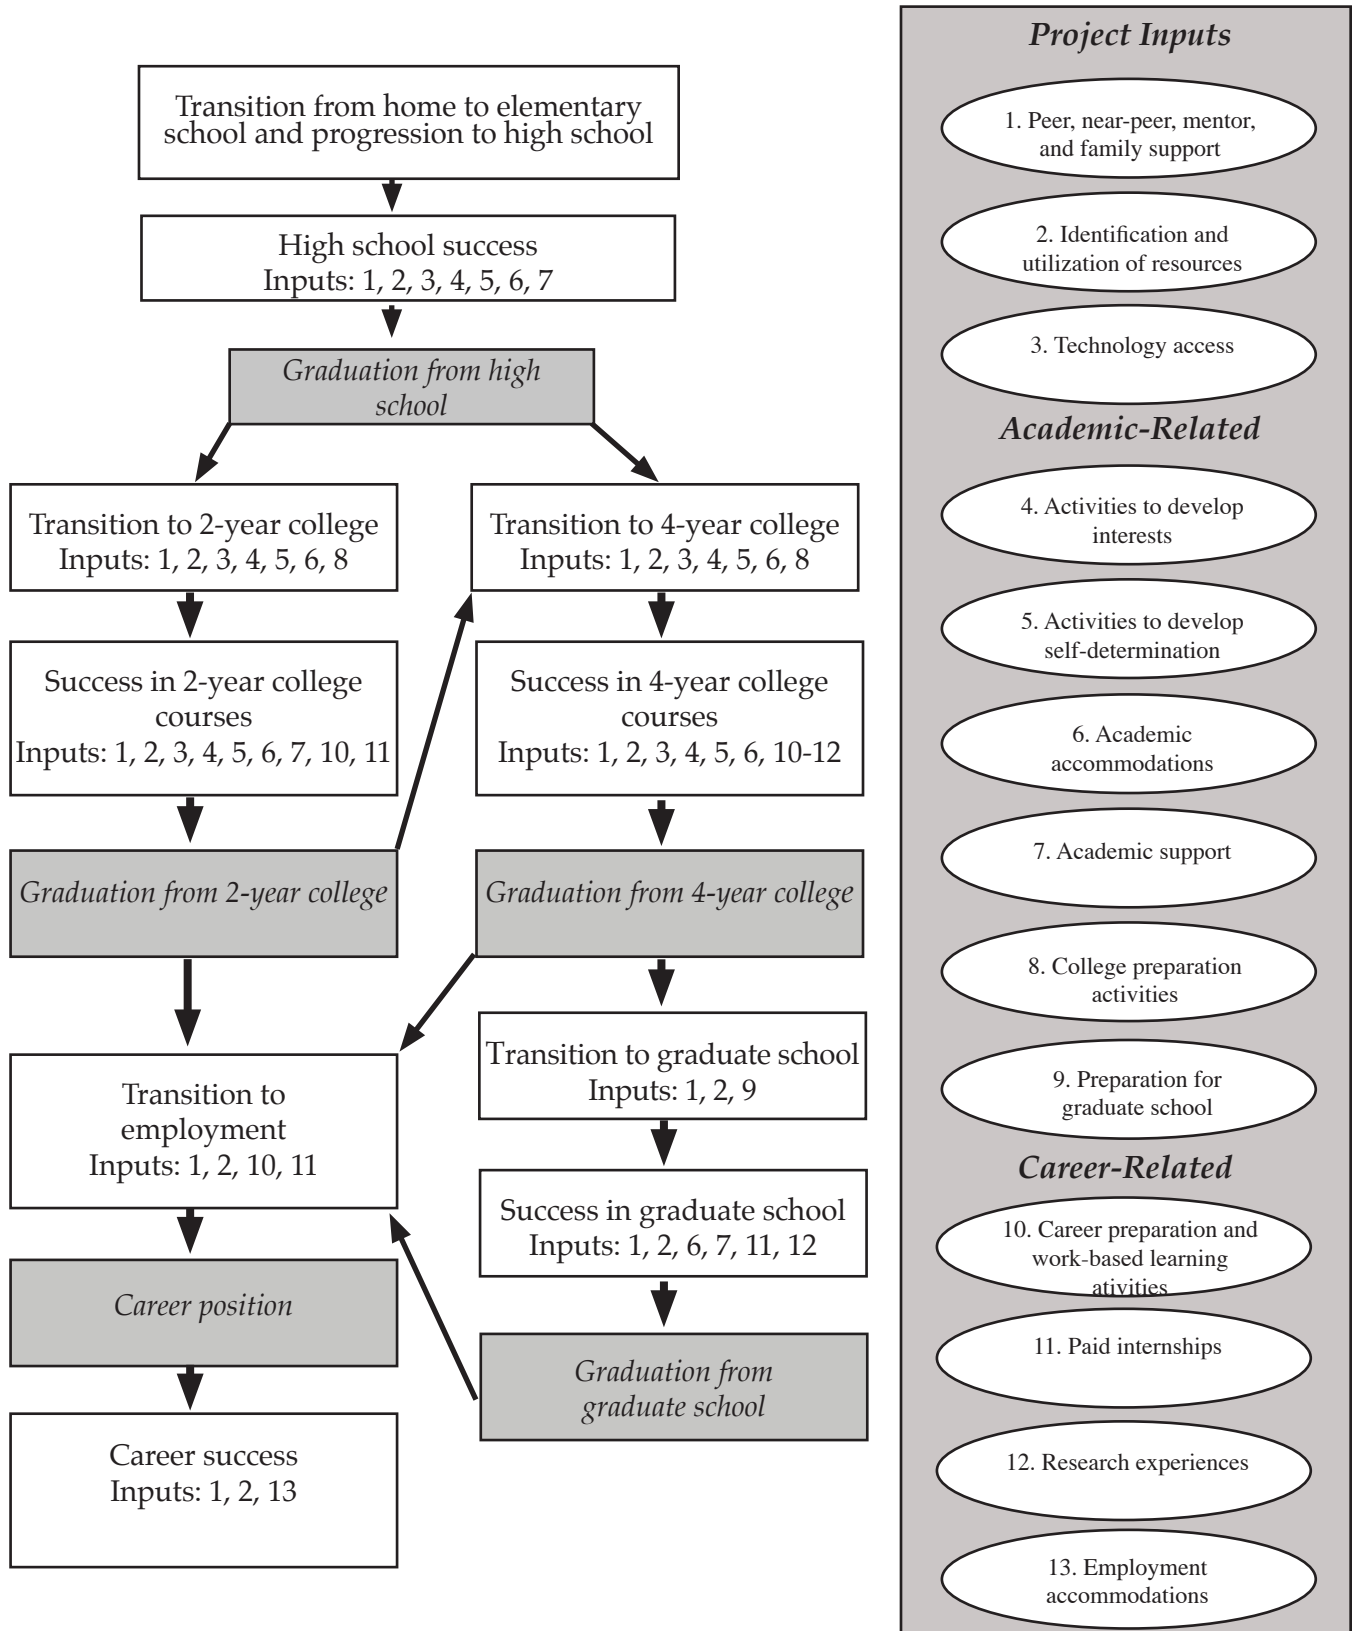 Transition from home to elementary
school and progression to high school
High school success
Inputs: 1, 2, 3, 4, 5, 6, 7
Graduation from high
school
Transition to 2-year college
Inputs: 1, 2, 3, 4, 5, 6, 8
Transition to 4-year college
Inputs: 1, 2, 3, 4, 5, 6, 8
Success in 2-year college
courses
Inputs: 1, 2, 3, 4, 5, 6, 7, 10, 11
Success in 4-year college
courses
Inputs: 1, 2, 3, 4, 5, 6, 10-12
Graduation from 2-year college
Graduation from 4-year college
Transition to
employment
Inputs: 1, 2, 10, 11
Transition to graduate school
Inputs: 1, 2, 9
Success in graduate school
Inputs: 1, 2, 6, 7, 11, 12
Career position
Graduation from
graduate school
Career success
Inputs: 1, 2, 13
Project Inputs
1. Peer, near-peer, mentor,
and family support
2. Identification and
utilization of resources
3. Technology access
Academic-Related
4. Activities to develop
interests
5. Activities to develop
self-determination
6. Academic
accommodations
7. Academic support
8. College preparation
activities
9. Preparation for
graduate school
Career-Related
10. Career preparation and
work-based learning
ativities
11. Paid internships
12. Research experiences
13. Employment
accommodations